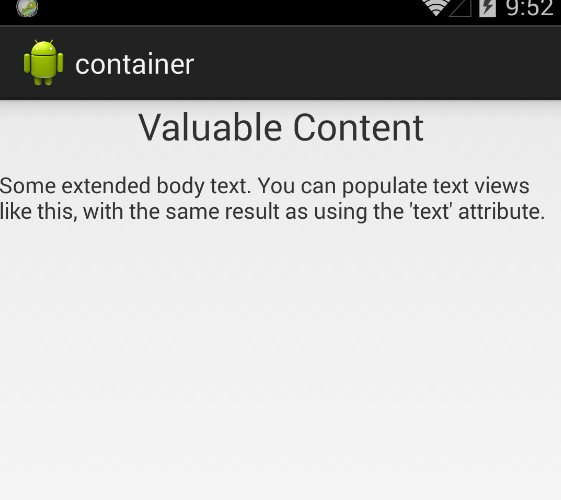 9:52
container
Valuable Content
Some extended body text. You can populate text views
like this, with the same result as using the 'text' attribute.